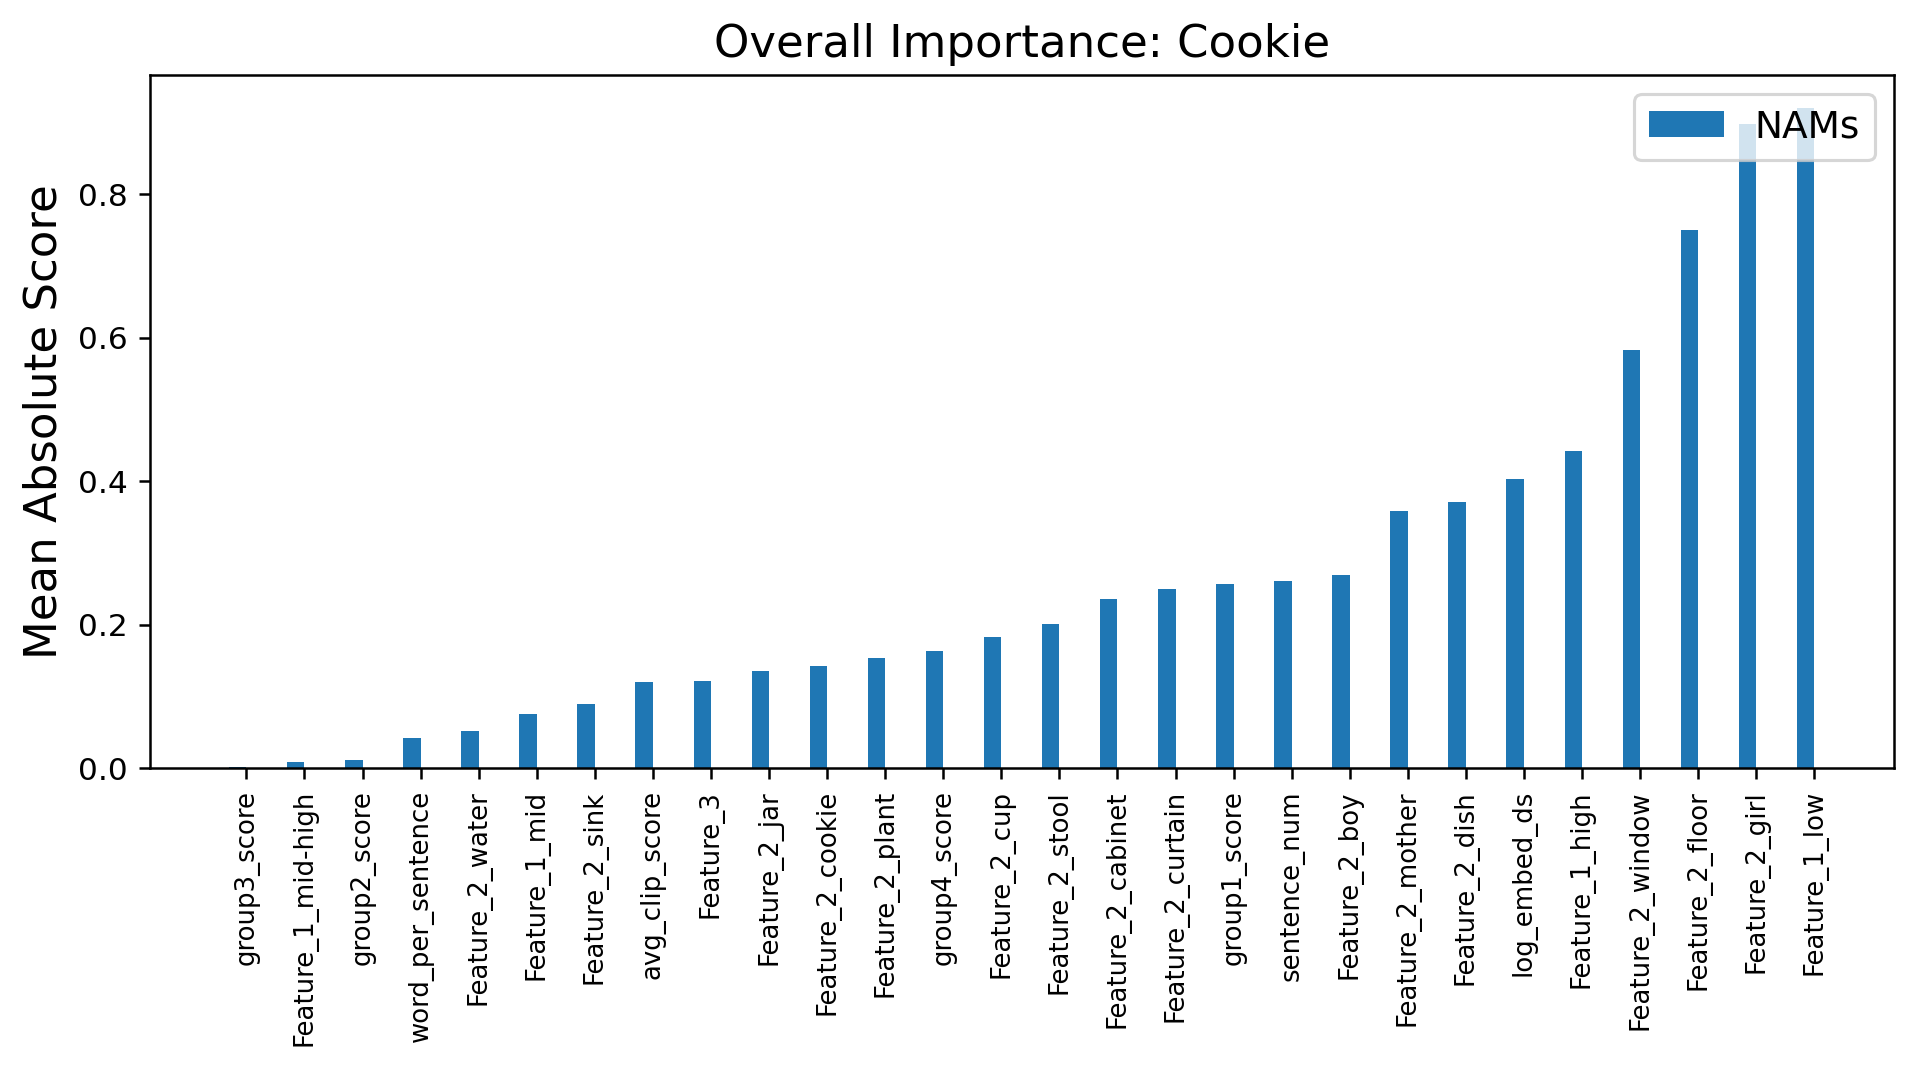 Overall Importance: Cookie
NAMs
Mean Absolute Score
0.8
0.6
0.4
0.2
0.0
group3_score
Feature_1_mid-high
group2_score
word_per_sentence
Feature_2_water
Feature_1_mid
Feature_2_sink
avg_clip_score
Feature_3
Feature_2_jar
Feature_2_cookie
Feature_2_plant
group4_score
Feature_2_cup
Feature_2_stool
Feature_2_cabinet
Feature_2_curtain
group1_score
sentence_num
Feature_2_boy
Feature_2_mother
Feature_2_dish
log_embed_ds
Feature_1_high
Feature_2_window
Feature_2_floor
Feature_2_girl
Feature_1_low